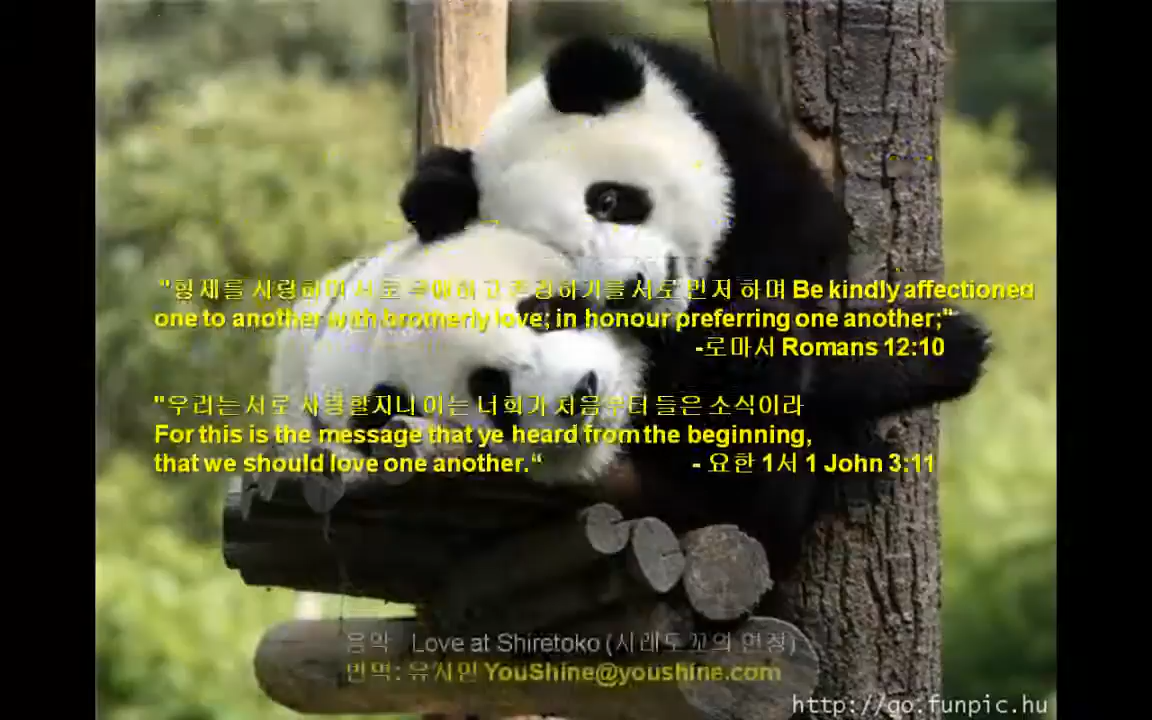 "형제를 사랑하여 서로 우애하고 존경하기를 서로 먼저 하며 Be kindly affectioned
one to another with brotherly love; in honour preferring one another;"
-로마서 Romans 12:10
"우리는 서로 사랑할지니 이는 너희가 처음부터 들은 소식이라
For this is the message that ye heard from the beginning,
that we should love one another.“ - 요한 1서 1 John 3:11
음악 Love at Shiretoko (시레도꼬의 연정)
번역: 유샤인 YouShine@youshine.com
http://go.funpic.hu